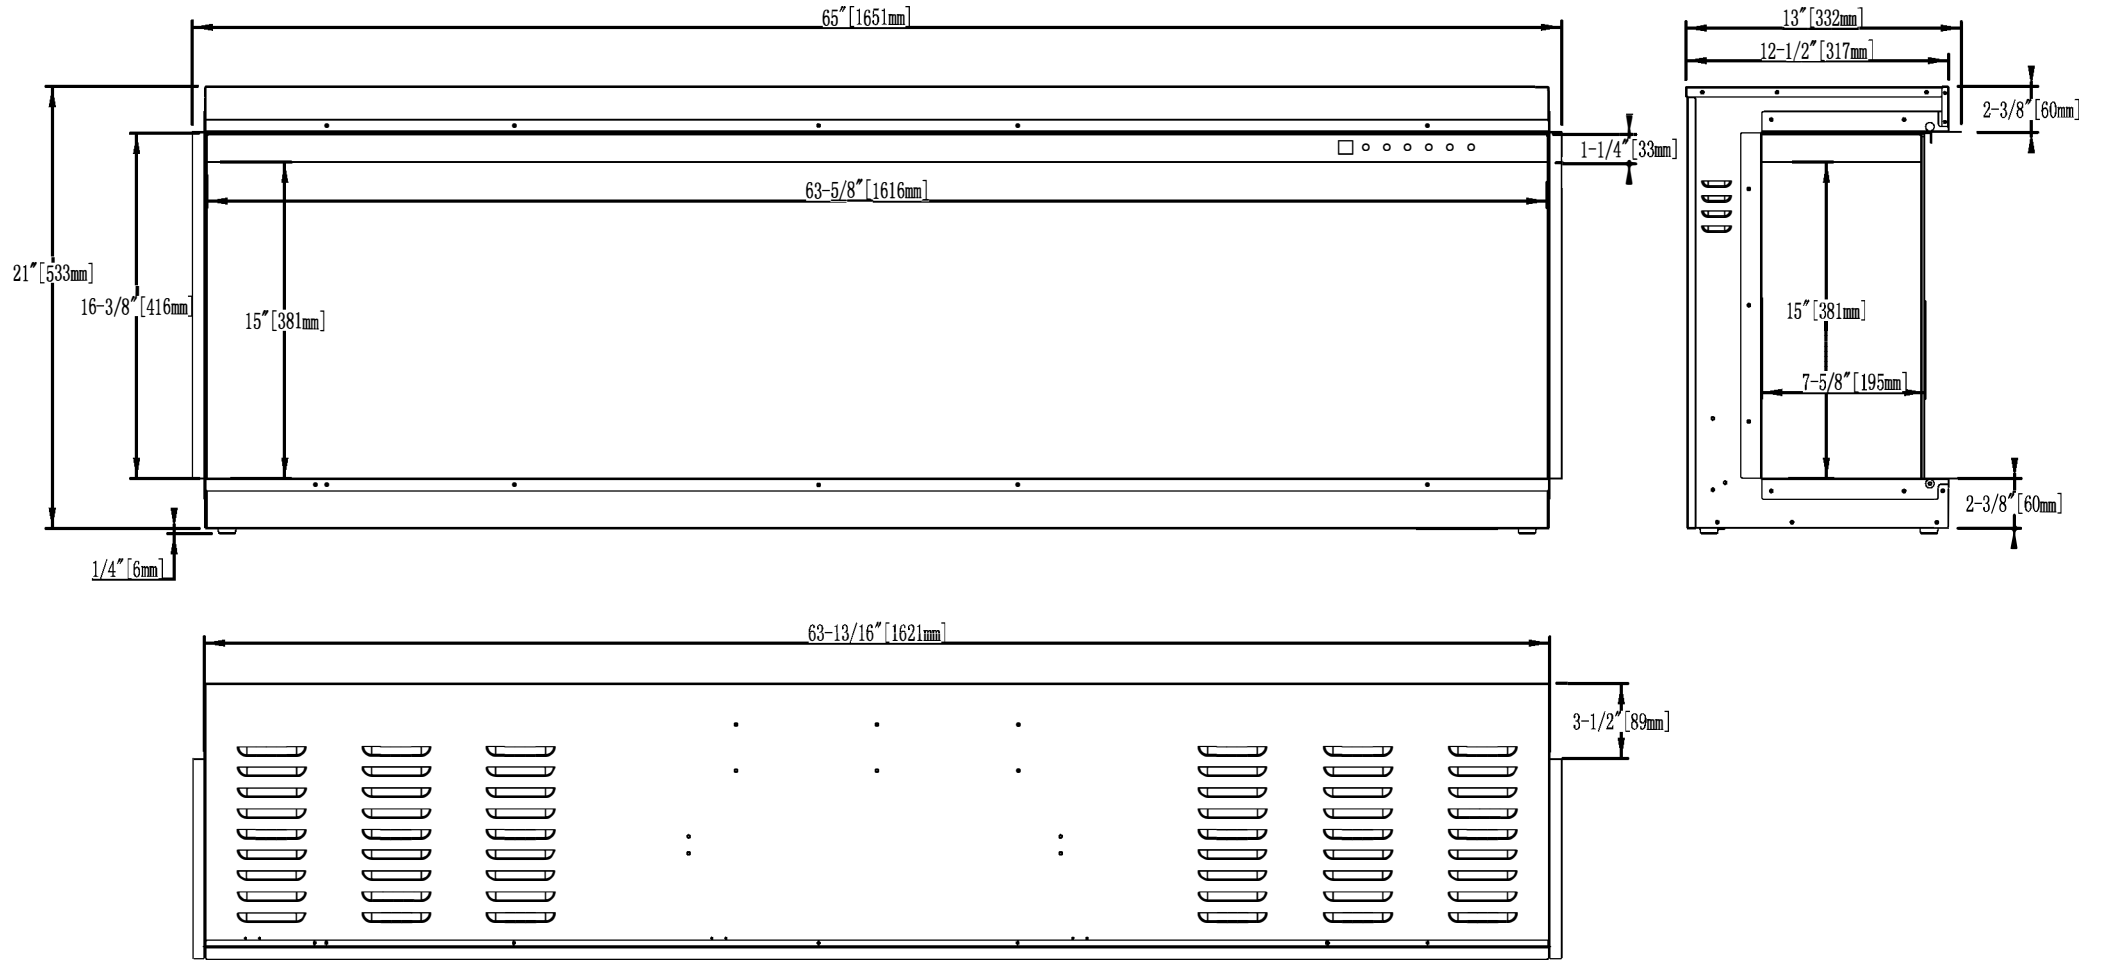 65″[1651mm]
13″[332mm]
12-1/2″[317mm]
2-3/8″[60mm]
1-1/4″[33mm]
63-5/8″[1616mm]
21″[533mm]
16-3/8″[416mm]
15″[381mm]
15″[381mm]
7-5/8″[195mm]
2-3/8″[60mm]
1/4″[6mm]
63-13/16″[1621mm]
3-1/2″[89mm]